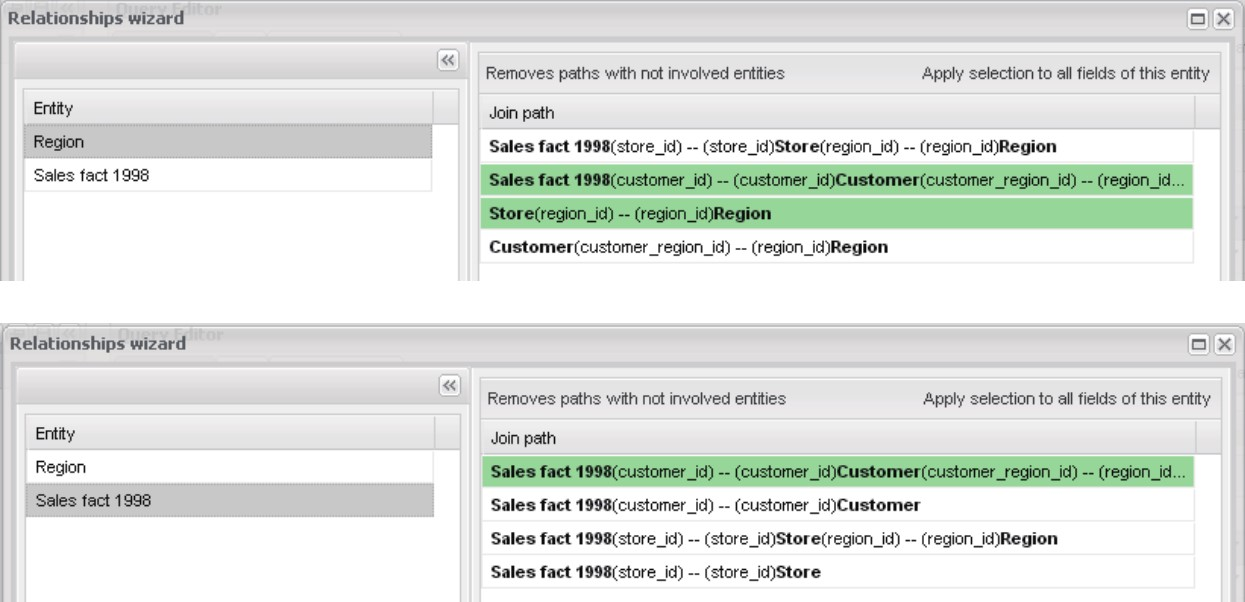 Query Editor
Relationships wizard
Removes paths with not involved entities Apply selection to all fields of this entity
Entity
Join path
Region
Sales fact 1998(store_id) -- (store_id)Store(region_id) -- (region_id)Region
Sales fact 1998
Sales fact 1998(customer_id) -- (customer_id)Customer(customer_region_id) -- (region_id...
Store(region_id) -- (region_id)Region
Customer(customer_region_id) -- (region_id)Region
Query Editor
Relationships wizard
Removes paths with not involved entities Apply selection to all fields of this entity
Entity
Join path
Region
Sales fact 1998(customer_id) -- (customer_id)Customer(customer_region_id) -- (region_id...
Sales fact 1998
Sales fact 1998(customer_id) -- (customer_id)Customer
Sales fact 1998(store_id) -- (store_id)Store(region_id) -- (region_id)Region
Sales fact 1998(store_id) -- (store_id)Store